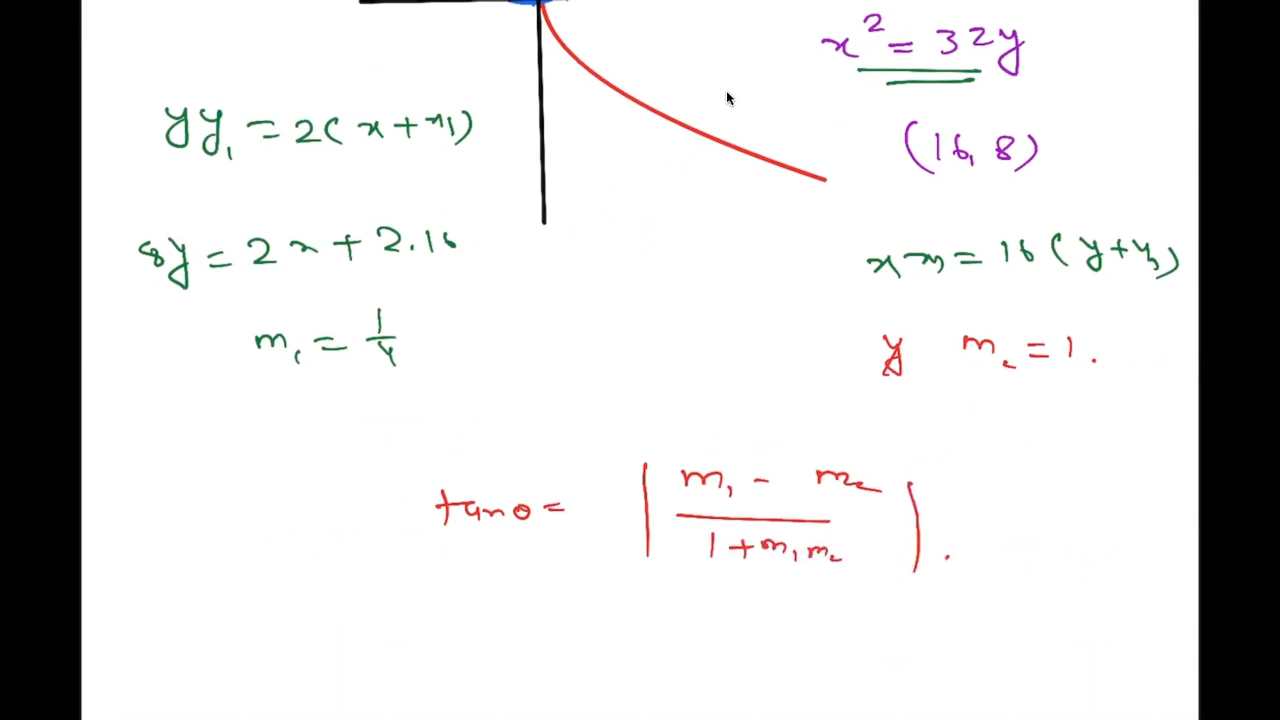 x² = 32y
yy₁ = 2(x + x₁)
(16, 8)
8y = 2x + 2.16
xx₁ = 16(y + y₁)
m₁ = 1/4
m₂ = 1.
tanθ = | m₁ - m₂ / 1 + m₁m₂ | .